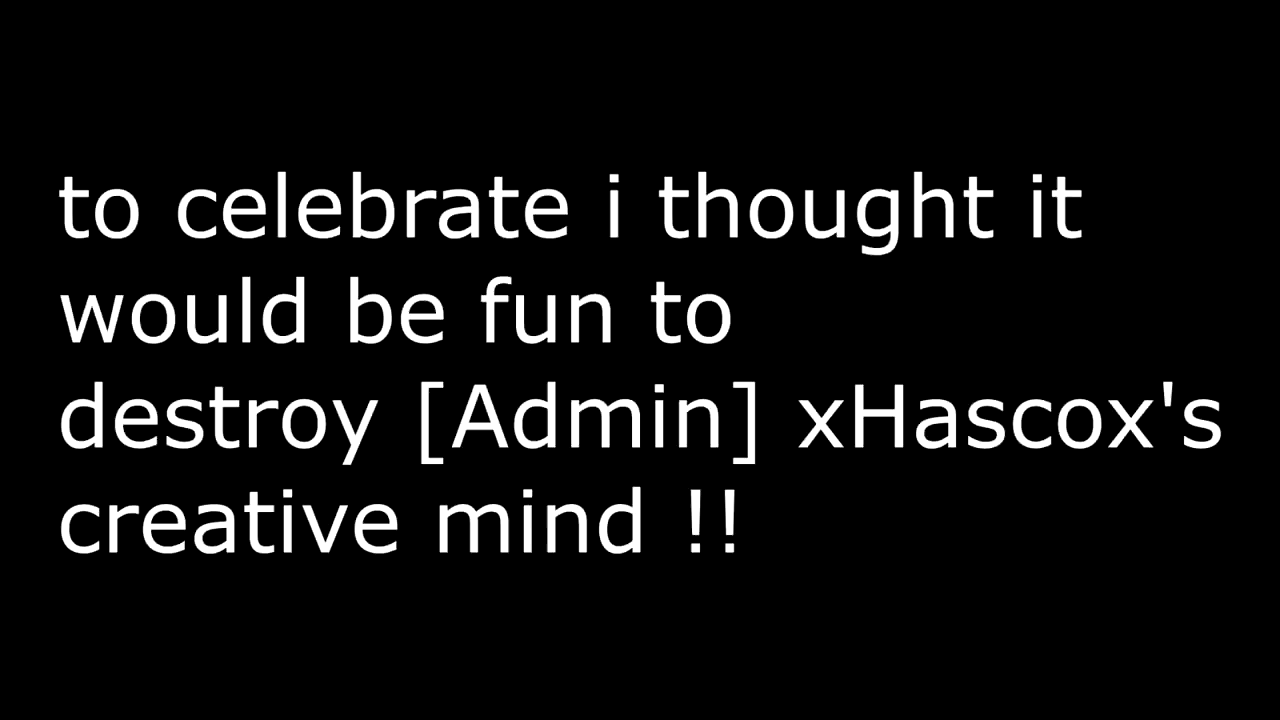 to celebrate i thought it
would be fun to
destroy [Admin] xHascox's
creative mind !!